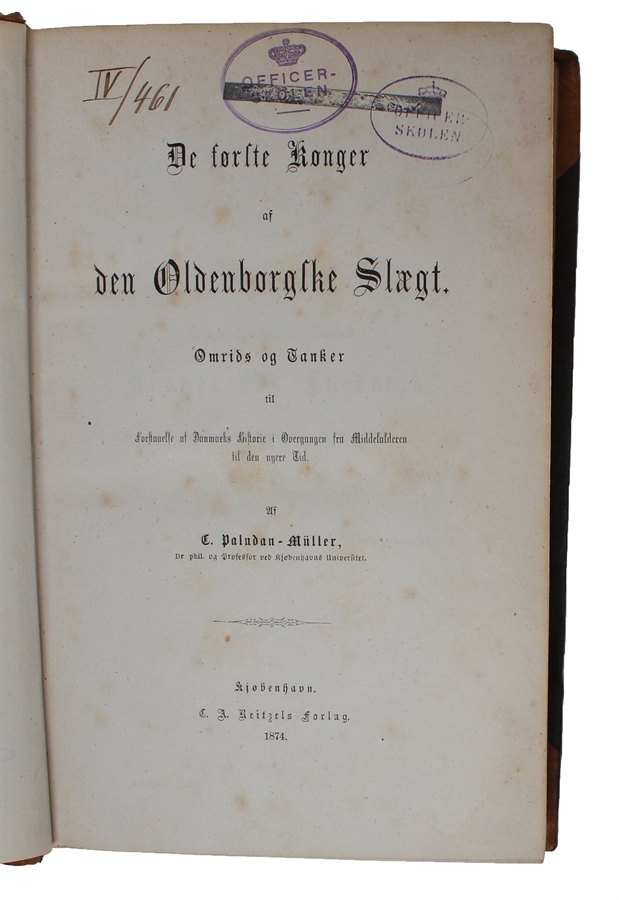 IV/461
OFFICER-
SKOLEN
OFFICER-
SKOLEN
De første Konger
af
den Oldenborgske Slægt.
Omrids og Tanker
til
Forstaaelse af Danmarks Historie i Overgangen fra Middelalderen
til den nyere Tid.
Af
C. Paludan-Müller,
Dr. phil. og Professor ved Kjøbenhavns Universitet.
Kjøbenhavn.
C. A. Reitzels Forlag.
1874.